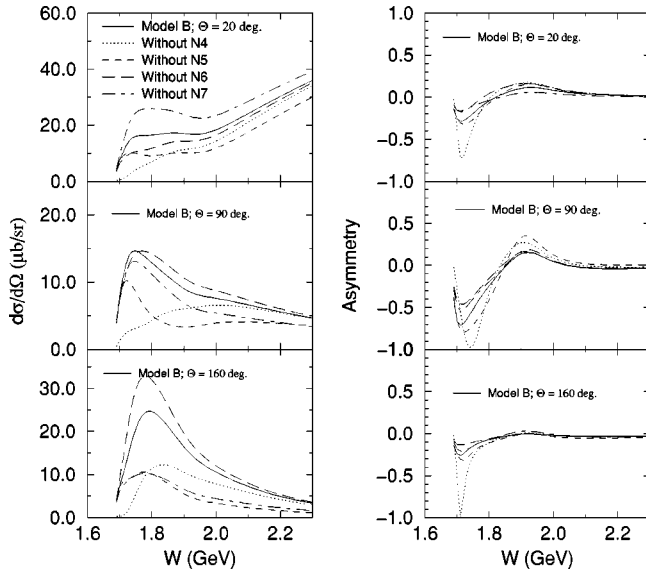 60.0
40.0
20.0
0.0
Model B; Θ = 20 deg.
Without N4
Without N5
Without N6
Without N7
15.0
10.0
5.0
0.0
Model B; Θ = 90 deg.
dσ/dΩ (μb/sr)
30.0
20.0
10.0
0.0
Model B; Θ = 160 deg.
1.6 1.8 2.0 2.2
W (GeV)
1.0
0.5
0.0
−0.5
−1.0
Model B; Θ = 20 deg.
0.5
0.0
−0.5
−1.0
Model B; Θ = 90 deg.
Asymmetry
0.5
0.0
−0.5
−1.0
Model B; Θ = 160 deg.
1.6 1.8 2.0 2.2
W (GeV)